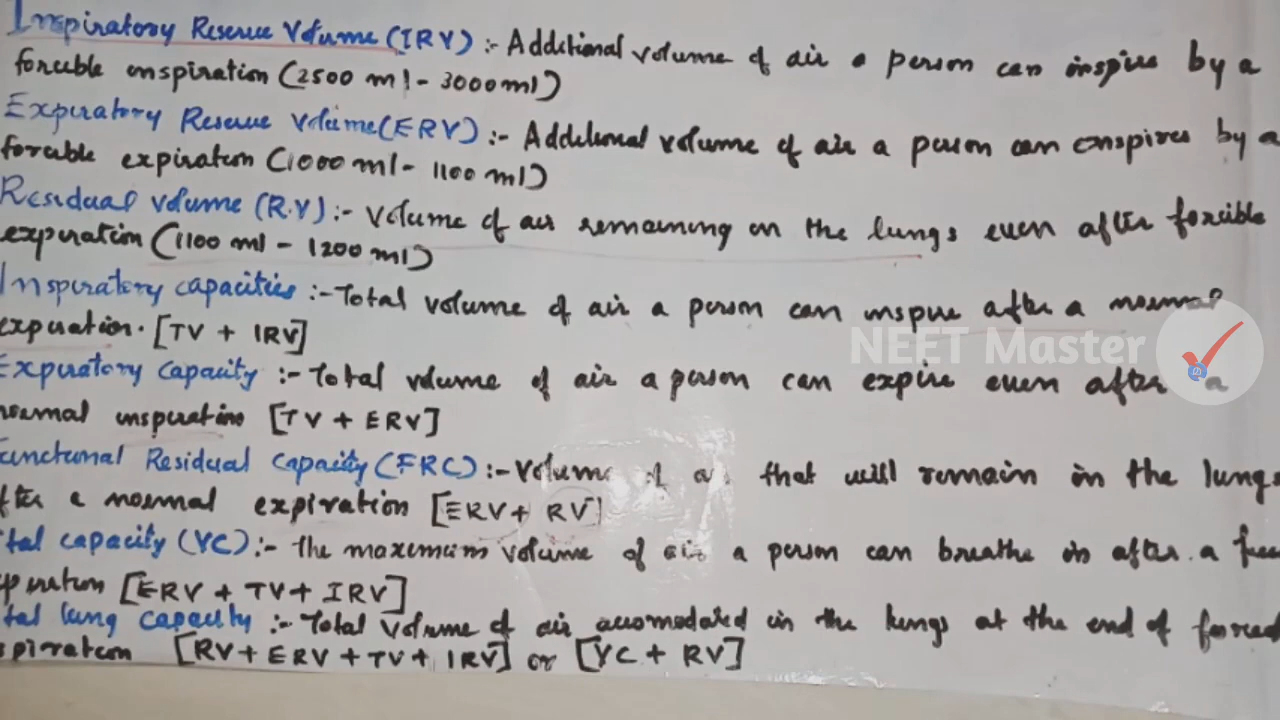 Inspiratory Reserve Volume (IRV) :- Additional volume of air a person can inspire by a
forcible inspiration (2500 ml - 3000 ml)
Expiratory Reserve Volume (ERV) :- Additional volume of air a person can inspires by a
forcible expiration (1000 ml - 1100 ml)
Residual volume (R.V) :- Volume of air remaining in the lungs even after forcible
expiration (1100 ml - 1200 ml)
Inspiratory capacities :- Total volume of air a person can inspire after a normal
expiration. [TV + IRV]
Expiratory Capacity :- Total volume of air a person can expire even after a
normal inspiration [TV + ERV]
Functional Residual Capacity (FRC) :- Volume of air that will remain in the lungs
after a normal expiration [ERV + RV]
ital capacity (VC) :- The maximum volume of air a person can breathe in after a
piration [ERV + TV + IRV]
tal lung capacity :- Total volume of air accomodated in the lungs at the end of forced
spiration [RV + ERV + TV + IRV] or [VC + RV]
NEET Master